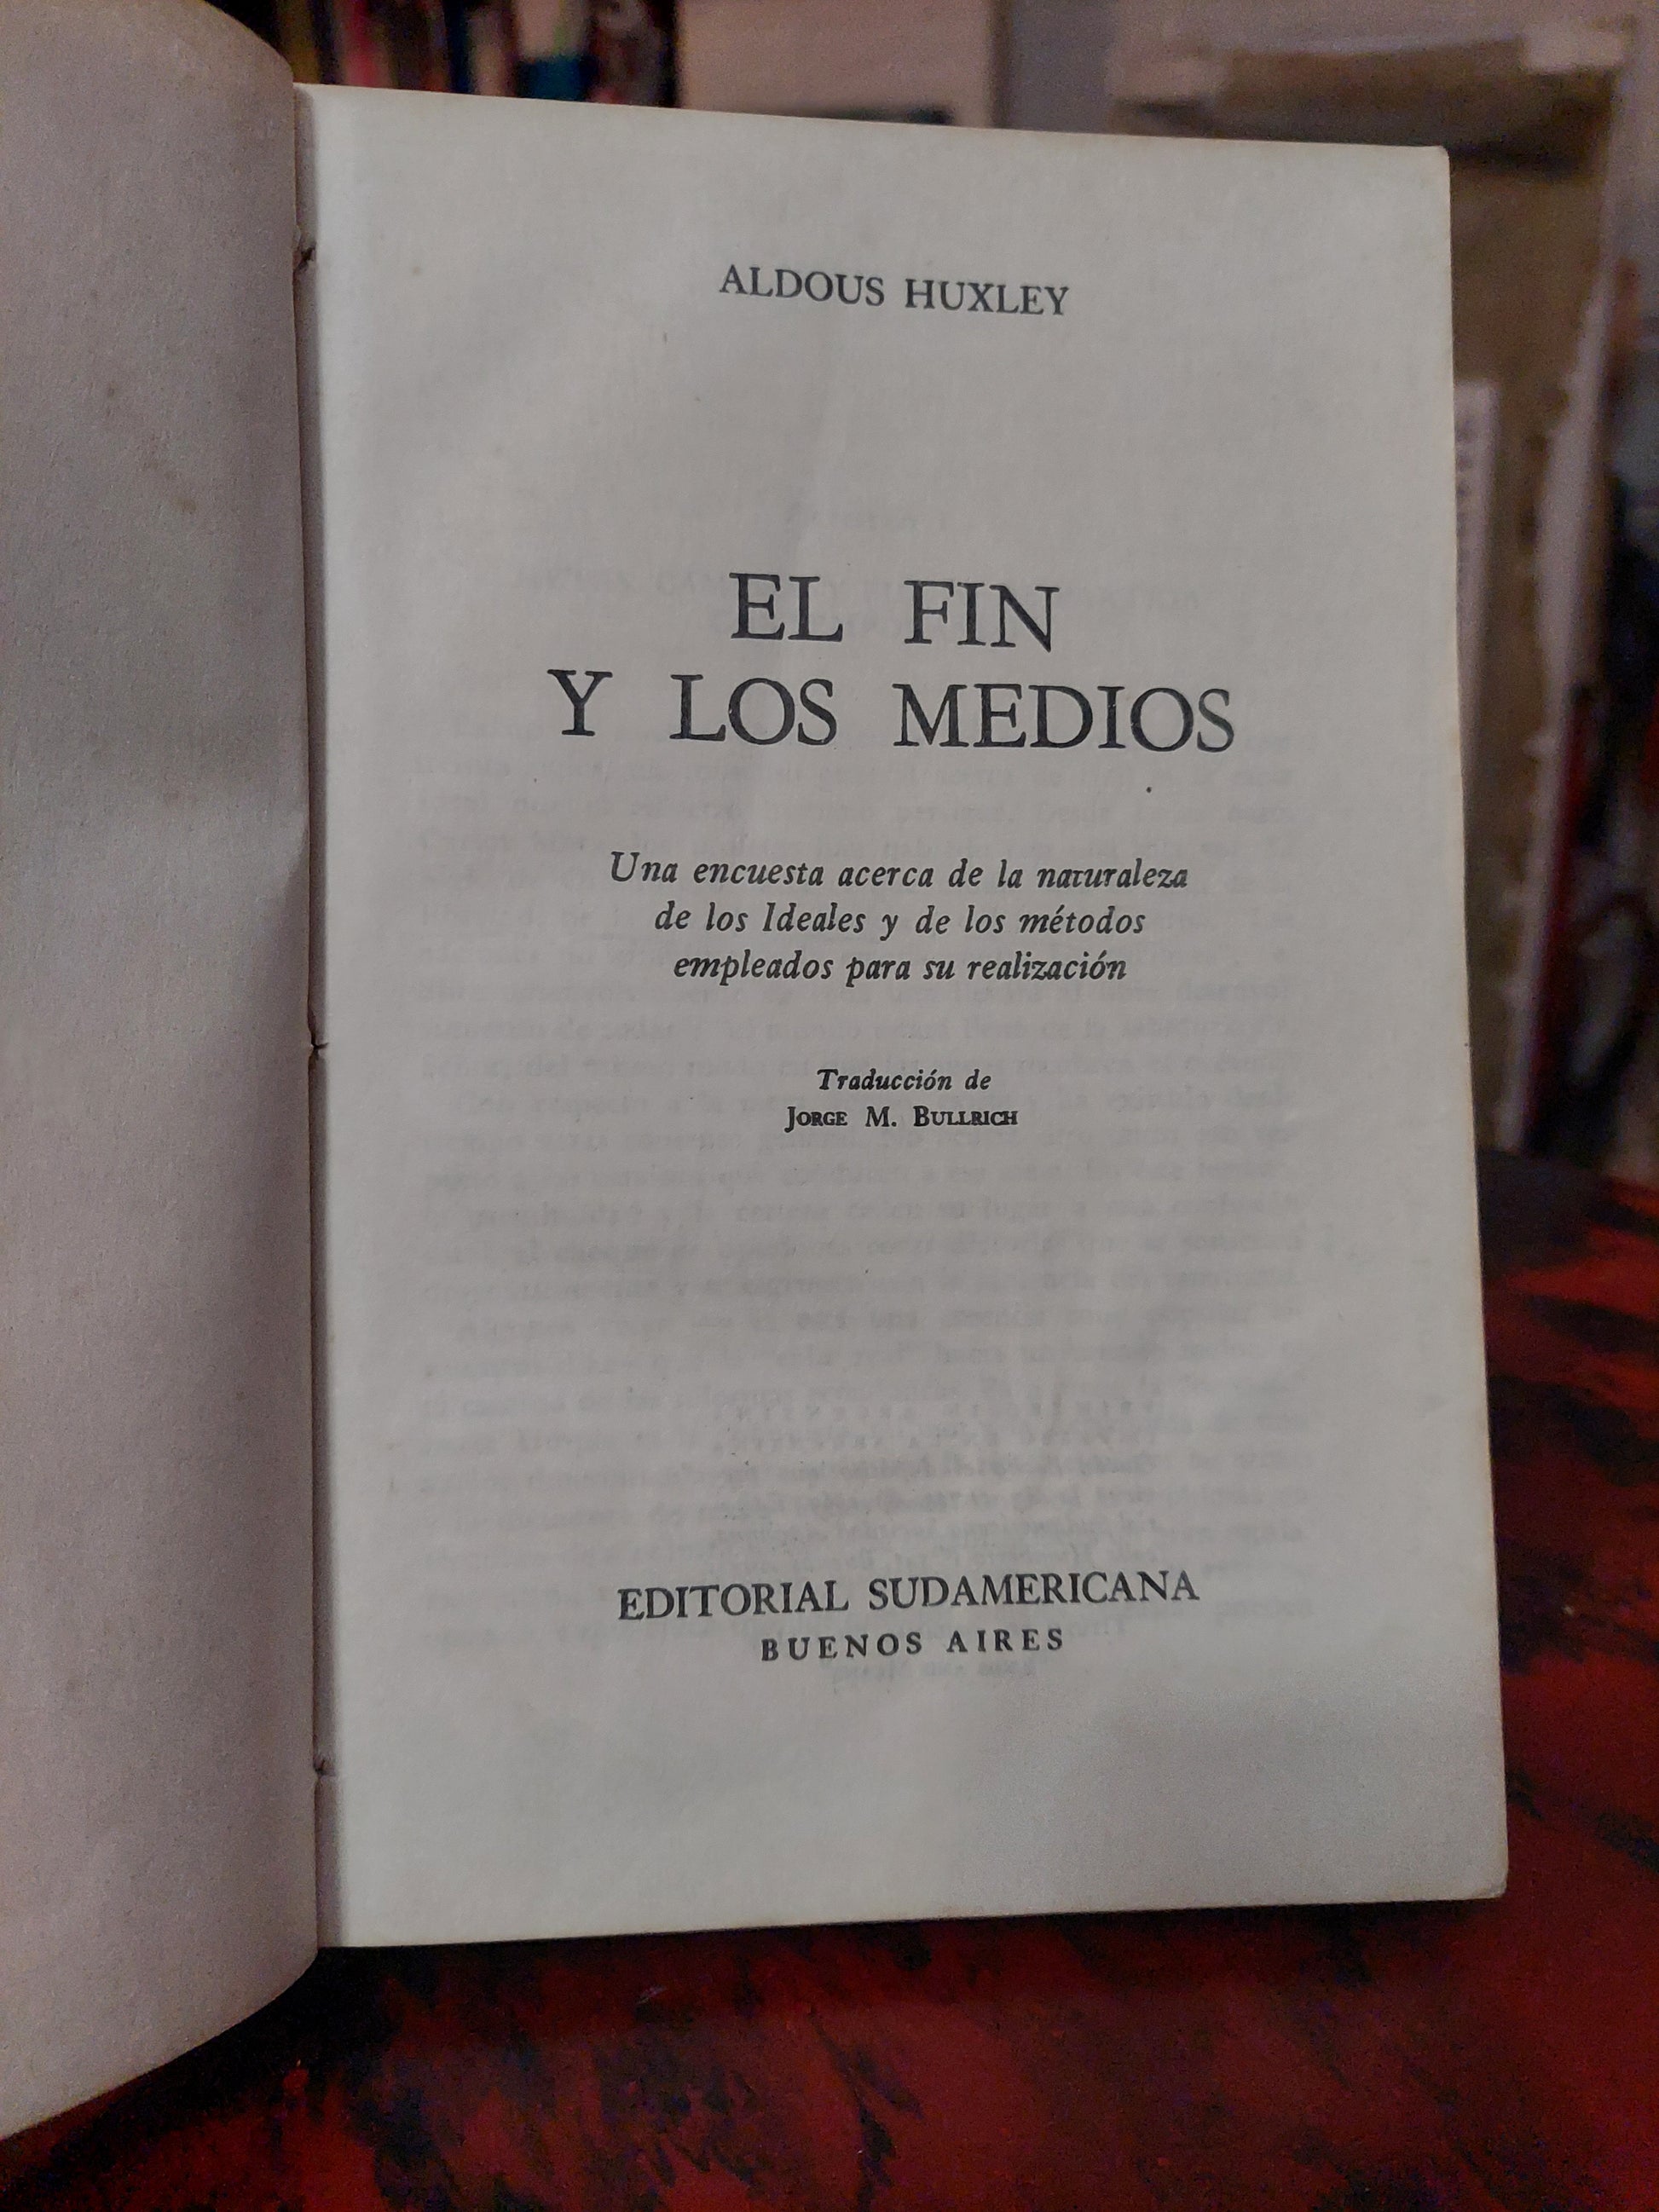 ALDOUS HUXLEY
EL FIN
Y LOS MEDIOS
Una encuesta acerca de la naturaleza
de los Ideales y de los métodos
empleados para su realización
Traducción de
JORGE M. BULLRICH
EDITORIAL SUDAMERICANA
BUENOS AIRES